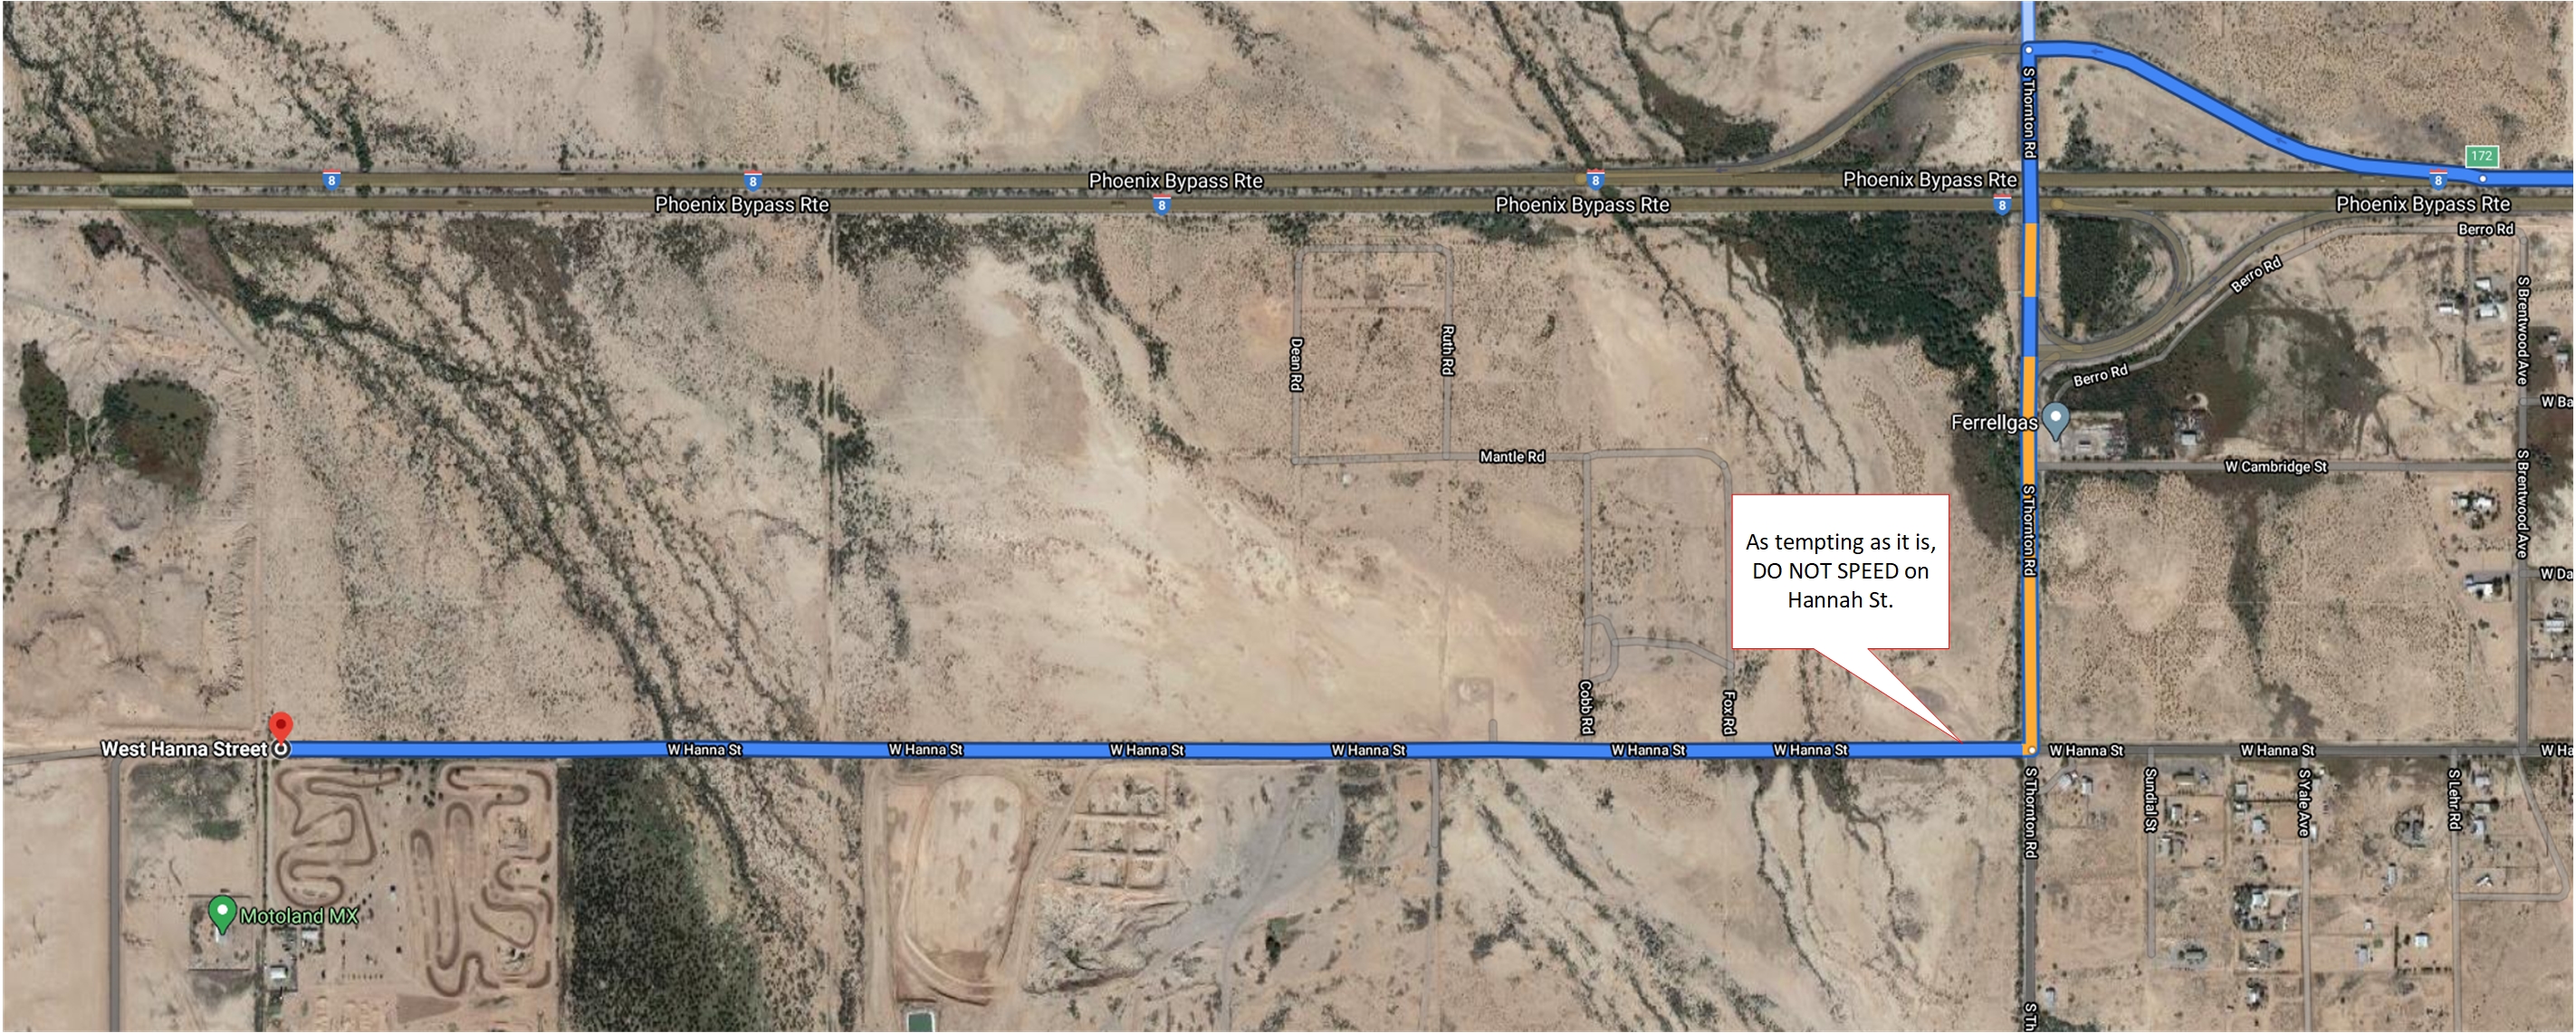 S Thornton Rd
172
8
8
Phoenix Bypass Rte
8
Phoenix Bypass Rte
8
Phoenix Bypass Rte
8
Phoenix Bypass Rte
8
Phoenix Bypass Rte
Berro Rd
Berro Rd
S Brentwood Ave
Dean Rd
Ruth Rd
Berro Rd
W Ba
Ferrellgas
Mantle Rd
W Cambridge St
S Brentwood Ave
S Thornton Rd
As tempting as it is,
DO NOT SPEED on
Hannah St.
W Da
Cobb Rd
Fox Rd
West Hanna Street
W Hanna St
W Hanna St
W Hanna St
W Hanna St
W Hanna St
W Hanna St
W Hanna St
W Hanna St
W Ha
S Thornton Rd
Sundial St
S Yale Ave
S Lehr Rd
Motoland MX
S Th